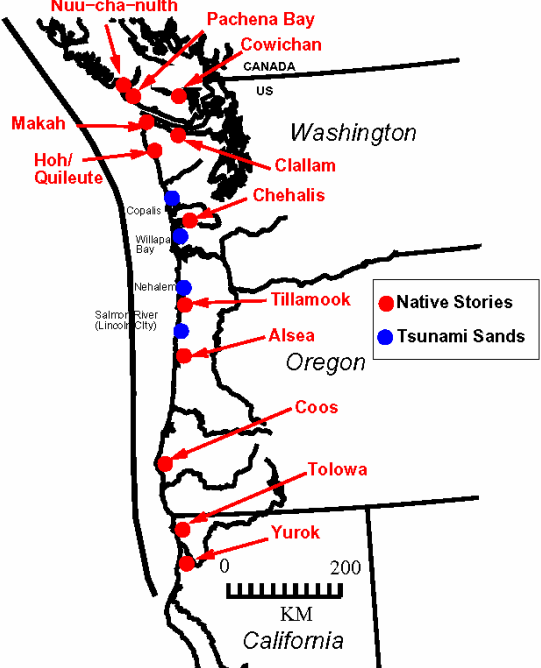 Nuu-cha-nulth
Pachena Bay
Cowichan
CANADA
US
Makah
Washington
Hoh/
Quileute
Clallam
Chehalis
Copalis
Willapa
Bay
Nehalem
Tillamook
Native Stories
Salmon River
(Lincoln City)
Tsunami Sands
Alsea
Oregon
Coos
Tolowa
Yurok
0 200
KM
California